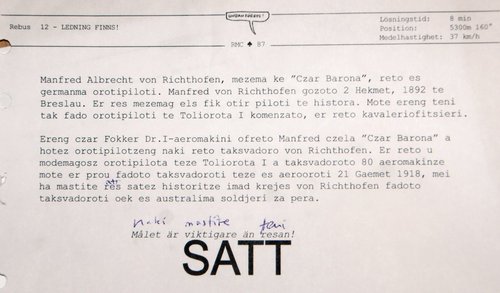 Rebus 12 - LEDNING FINNS!
RMC ♠ 87
Lösningstid: 8 min
Position: 5300m 160°
Medelhastighet: 37 km/h
Manfred Albrecht von Richthofen, mezema ke "Czar Barona", reto es
germanma orotipiloti. Manfred von Richthofen gozoto 2 Hekmet, 1892 te
Breslau. Er res mezemag els fik otir piloti te histora. Mote ereng teni
tak fado orotipiloti te Toliorota I komenzato, er reto kavaleriofitsieri.
Ereng czar Fokker Dr.I-aeromakini ofreto Manfred czela "Czar Barona" a
hotez orotipilotzeng naki reto taksvadro von Richthofen. Er reto u
modemagosz orotipilota teze Toliorota I a taksvadoroto 80 aeromakinze
mote er prou fadoto taksvadroti teze es aerooroti 21 Gaemet 1918, mei
ha mastite res satez historitze imad krejes von Richthofen fadoto
taksvadroti oek es australima soldjeri za pera.
naki mastite teni
Målet är viktigare än resan!
SATT